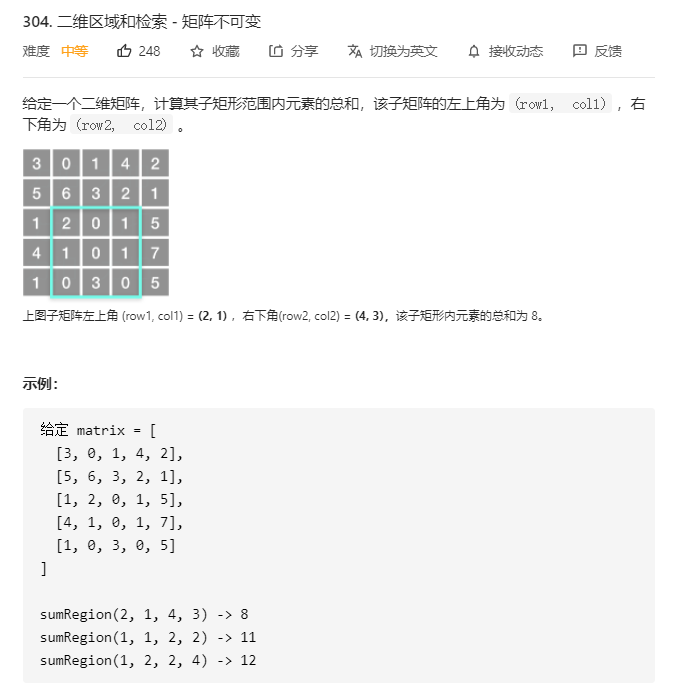 304. 二维区域和检索 - 矩阵不可变
难度 中等 248 收藏 分享 切换为英文 接收动态 反馈
给定一个二维矩阵，计算其子矩形范围内元素的总和，该子矩阵的左上角为 (row1, col1) ，右
下角为 (row2, col2) 。
3 0 1 4 2
5 6 3 2 1
1 2 0 1 5
4 1 0 1 7
1 0 3 0 5
上图子矩阵左上角 (row1, col1) = (2, 1) ，右下角(row2, col2) = (4, 3)，该子矩形内元素的总和为 8。
示例：
给定 matrix = [
[3, 0, 1, 4, 2],
[5, 6, 3, 2, 1],
[1, 2, 0, 1, 5],
[4, 1, 0, 1, 7],
[1, 0, 3, 0, 5]
]
sumRegion(2, 1, 4, 3) -> 8
sumRegion(1, 1, 2, 2) -> 11
sumRegion(1, 2, 2, 4) -> 12